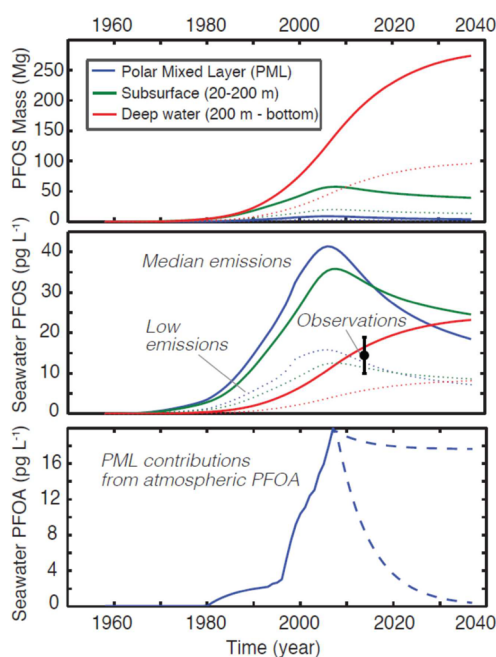 1960 1980 2000 2020 2040
PFOS Mass (Mg)
250
200
150
100
50
0
Polar Mixed Layer (PML)
Subsurface (20-200 m)
Deep water (200 m - bottom)
Seawater PFOS (pg L⁻¹)
50
40
30
20
10
0
Median emissions
Low
emissions
Observations
Seawater PFOA (pg L⁻¹)
16
12
8
4
0
PML contributions
from atmospheric PFOA
1960 1980 2000 2020 2040
Time (year)